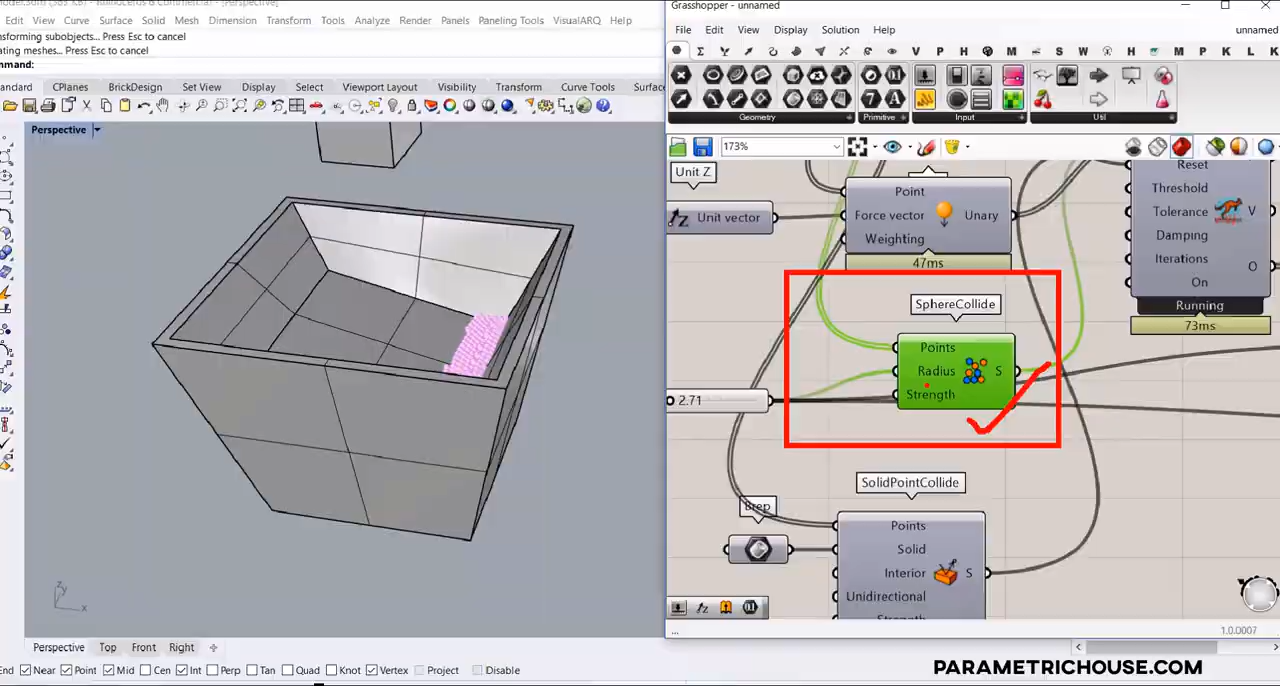 Edit View Curve Surface Solid Mesh Dimension Transform Tools Analyze Render Panels Paneling Tools VisualARQ Help
nsforming subobjects... Press Esc to cancel
ating meshes... Press Esc to cancel
mmand:
andard CPlanes BrickDesign Set View Display Select Viewport Layout Visibility Transform Curve Tools Surfac
Perspective
z
y
x
Perspective Top Front Right
End Near Point Mid Cen Int Perp Tan Quad Knot Vertex Project Disable
Grasshopper - unnamed
File Edit View Display Solution Help unnamed
V P H M S W H M P K L K
Geometry Primitive Input Util
173%
Unit Z
Unit vector
Point
Force vector
Weighting
Unary
47ms
Reset
Threshold
Tolerance
Damping
Iterations
On
V
O
Running
73ms
SphereCollide
Points
Radius
Strength
S
2.71
SolidPointCollide
Brep
Points
Solid
Interior
Unidirectional
Strength
S
...
1.0.0007
PARAMETRICHOUSE.COM